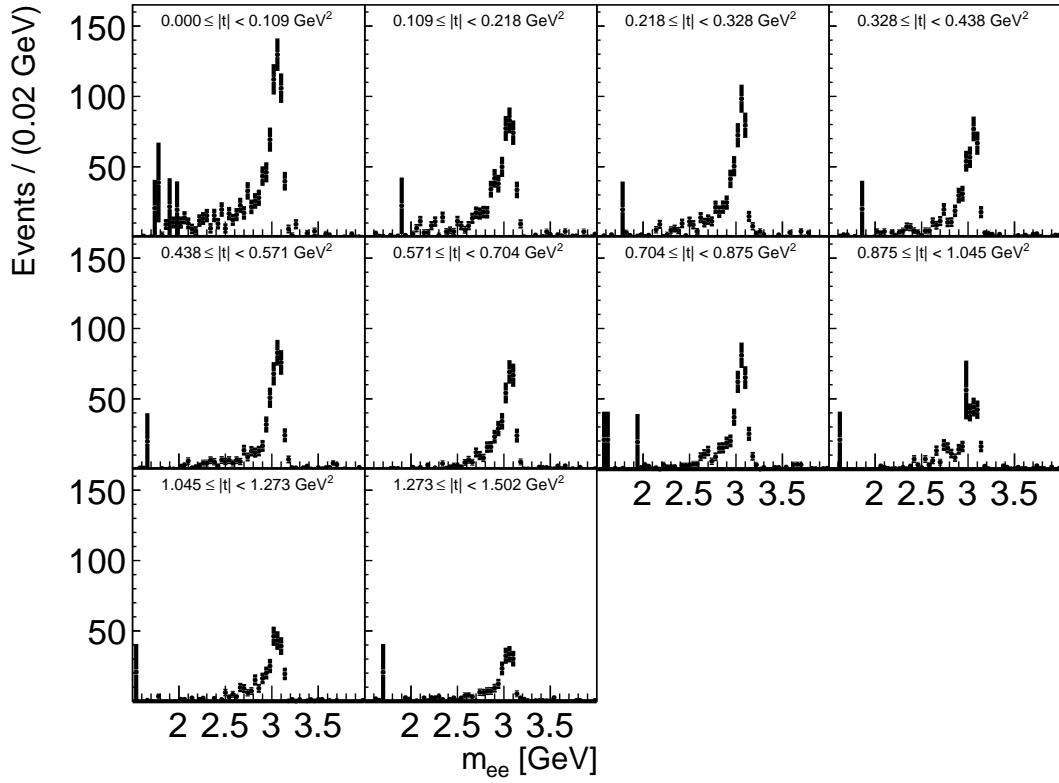 Events / (0.02 GeV)
150
100
50
0
0.000 ≤ |t| < 0.109 GeV²
0.109 ≤ |t| < 0.218 GeV²
0.218 ≤ |t| < 0.328 GeV²
0.328 ≤ |t| < 0.438 GeV²
150
100
50
0.438 ≤ |t| < 0.571 GeV²
0.571 ≤ |t| < 0.704 GeV²
0.704 ≤ |t| < 0.875 GeV²
0.875 ≤ |t| < 1.045 GeV²
2 2.5 3 3.5
2 2.5 3 3.5
150
100
50
1.045 ≤ |t| < 1.273 GeV²
1.273 ≤ |t| < 1.502 GeV²
2 2.5 3 3.5
2 2.5 3 3.5
m_ee [GeV]